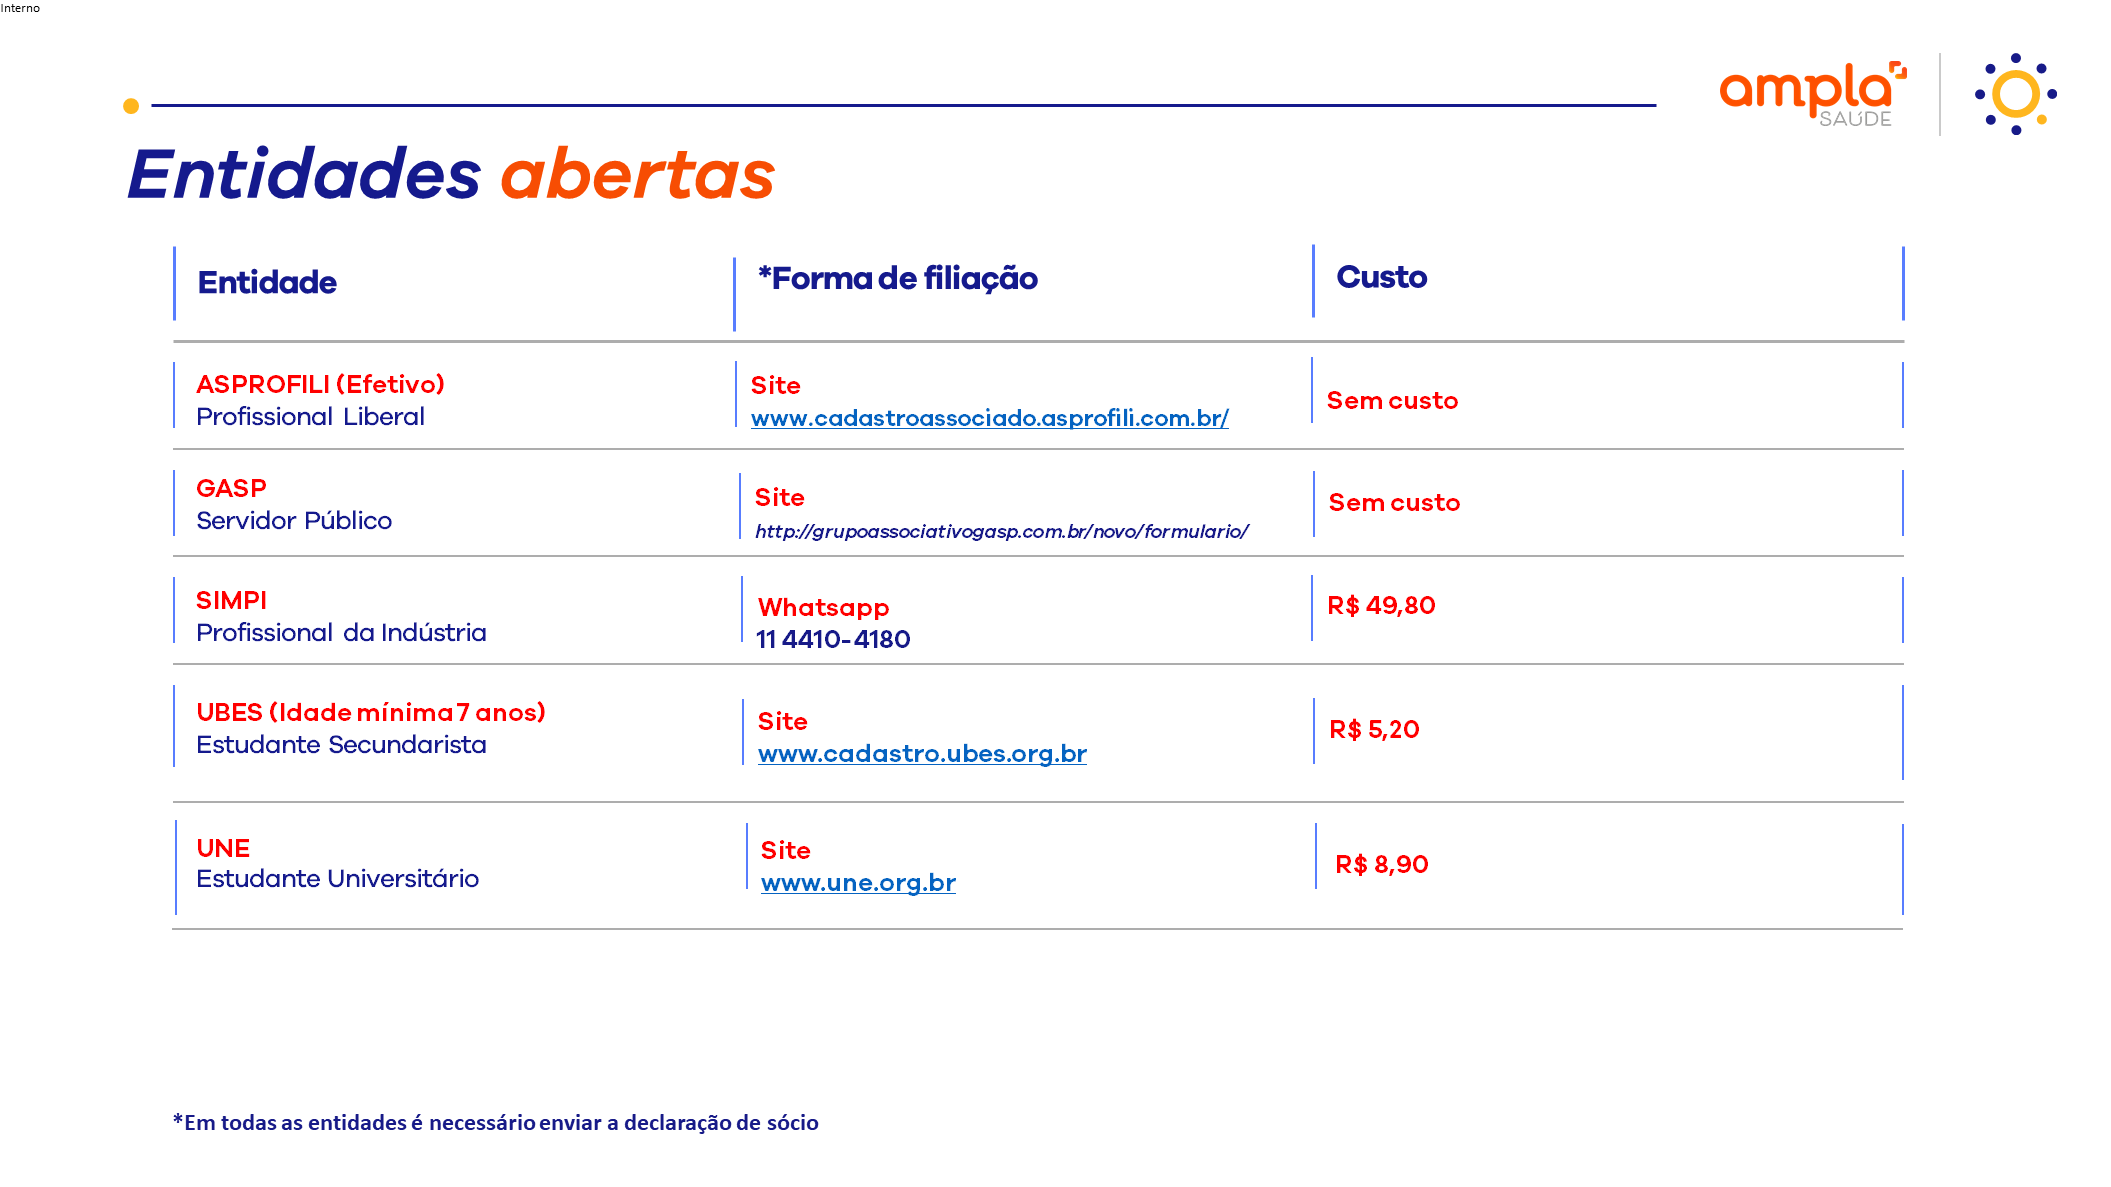 Interno
ampla
SAÚDE
Entidades abertas
Entidade
*Forma de filiação
Custo
ASPROFILI (Efetivo)
Profissional Liberal
Site
www.cadastroassociado.asprofili.com.br/
Sem custo
GASP
Servidor Público
Site
http://grupoassociativogasp.com.br/novo/formulario/
Sem custo
SIMPI
Profissional da Indústria
Whatsapp
11 4410-4180
R$ 49,80
UBES (Idade mínima 7 anos)
Estudante Secundarista
Site
www.cadastro.ubes.org.br
R$ 5,20
UNE
Estudante Universitário
Site
www.une.org.br
R$ 8,90
*Em todas as entidades é necessário enviar a declaração de sócio